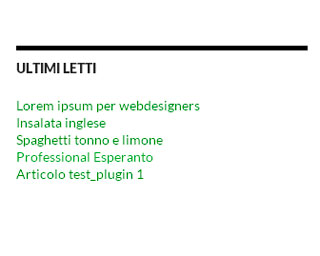 ULTIMI LETTI
Lorem ipsum per webdesigners
Insalata inglese
Spaghetti tonno e limone
Professional Esperanto
Articolo test_plugin 1